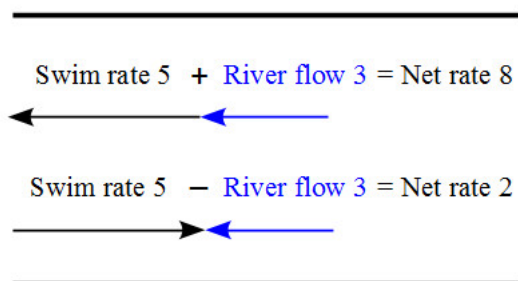 Swim rate 5 + River flow 3 = Net rate 8
Swim rate 5 − River flow 3 = Net rate 2